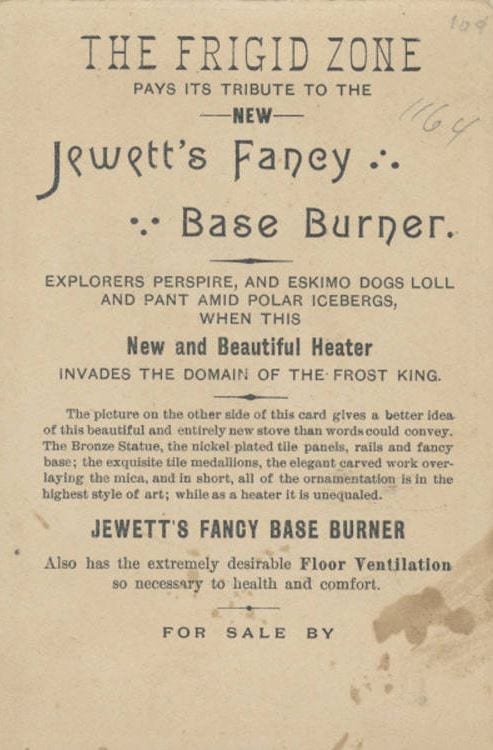 10¢
THE FRIGID ZONE
PAYS ITS TRIBUTE TO THE
—NEW—
1164
Jewett's Fancy ∴
∵ Base Burner.
EXPLORERS PERSPIRE, AND ESKIMO DOGS LOLL
AND PANT AMID POLAR ICEBERGS,
WHEN THIS
New and Beautiful Heater
INVADES THE DOMAIN OF THE FROST KING.
The picture on the other side of this card gives a better idea
of this beautiful and entirely new stove than words could convey.
The Bronze Statue, the nickel plated tile panels, rails and fancy
base; the exquisite tile medallions, the elegant carved work over-
laying the mica, and in short, all of the ornamentation is in the
highest style of art; while as a heater it is unequaled.
JEWETT'S FANCY BASE BURNER
Also has the extremely desirable Floor Ventilation
so necessary to health and comfort.
FOR SALE BY